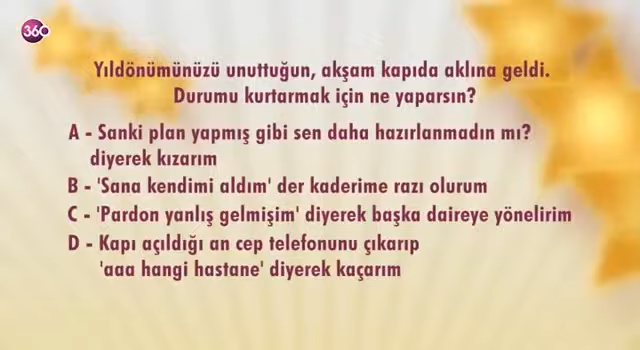 360
Yıldönümünüzü unuttuğun, akşam kapıda aklına geldi.
Durumu kurtarmak için ne yaparsın?
A - Sanki plan yapmış gibi sen daha hazırlanmadın mı?
diyerek kızarım
B - 'Sana kendimi aldım' der kaderime razı olurum
C - 'Pardon yanlış gelmişim' diyerek başka daireye yönelirim
D - Kapı açıldığı an cep telefonunu çıkarıp
'aaa hangi hastane' diyerek kaçarım